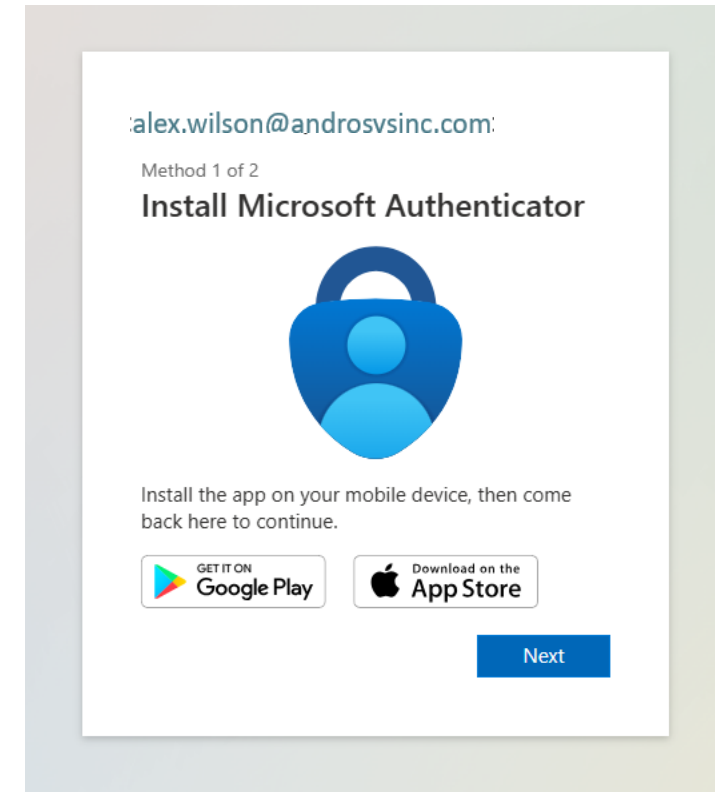 alex.wilson@androsvsinc.com
Method 1 of 2
Install Microsoft Authenticator
Install the app on your mobile device, then come
back here to continue.
GET IT ON
Google Play
Download on the
App Store
Next